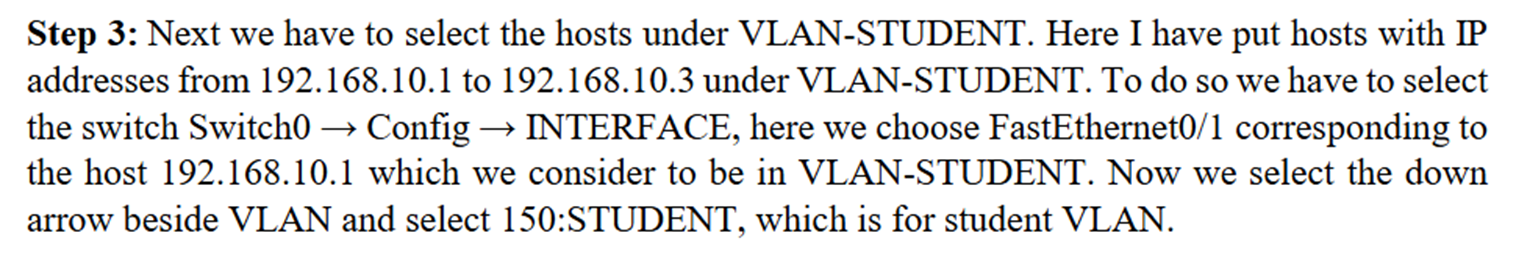 Step 3: Next we have to select the hosts under VLAN-STUDENT. Here I have put hosts with IP
addresses from 192.168.10.1 to 192.168.10.3 under VLAN-STUDENT. To do so we have to select
the switch Switch0 → Config → INTERFACE, here we choose FastEthernet0/1 corresponding to
the host 192.168.10.1 which we consider to be in VLAN-STUDENT. Now we select the down
arrow beside VLAN and select 150:STUDENT, which is for student VLAN.